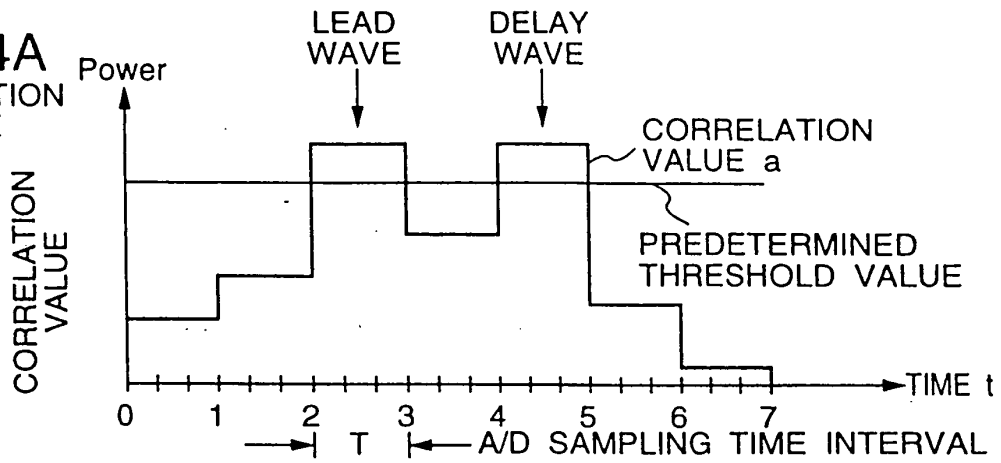 4A
TION
Power
LEAD
WAVE
DELAY
WAVE
CORRELATION
VALUE a
PREDETERMINED
THRESHOLD VALUE
CORRELATION
VALUE
0 1 2 3 4 5 6 7
TIME t
T
A/D SAMPLING TIME INTERVAL